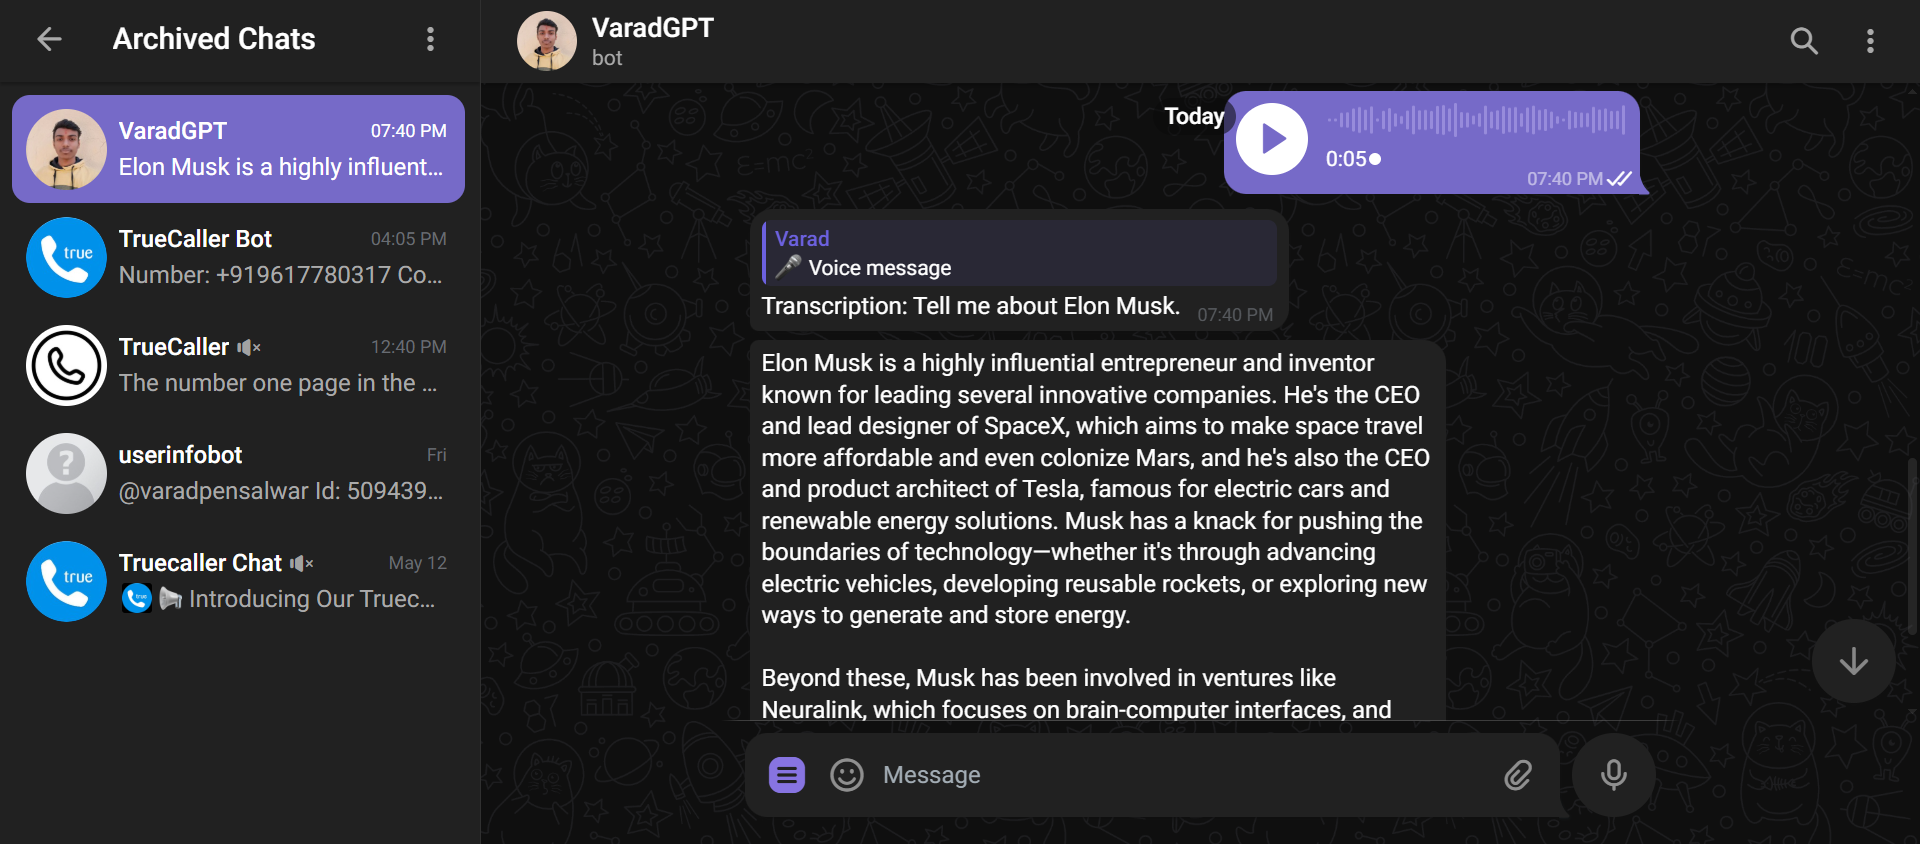 Archived Chats
VaradGPT
07:40 PM
Elon Musk is a highly influent...
true
TrueCaller Bot
04:05 PM
Number: +919617780317 Co...
TrueCaller
12:40 PM
The number one page in the ...
?
userinfobot
Fri
@varadpensalwar Id: 509439...
true
Truecaller Chat
May 12
true
Introducing Our Truec...
VaradGPT
bot
Today
0:05
07:40 PM
Varad
Voice message
Transcription: Tell me about Elon Musk.
07:40 PM
Elon Musk is a highly influential entrepreneur and inventor
known for leading several innovative companies. He's the CEO
and lead designer of SpaceX, which aims to make space travel
more affordable and even colonize Mars, and he's also the CEO
and product architect of Tesla, famous for electric cars and
renewable energy solutions. Musk has a knack for pushing the
boundaries of technology—whether it's through advancing
electric vehicles, developing reusable rockets, or exploring new
ways to generate and store energy.
Beyond these, Musk has been involved in ventures like
Neuralink, which focuses on brain-computer interfaces, and
Message
E=mc²
E=mc²